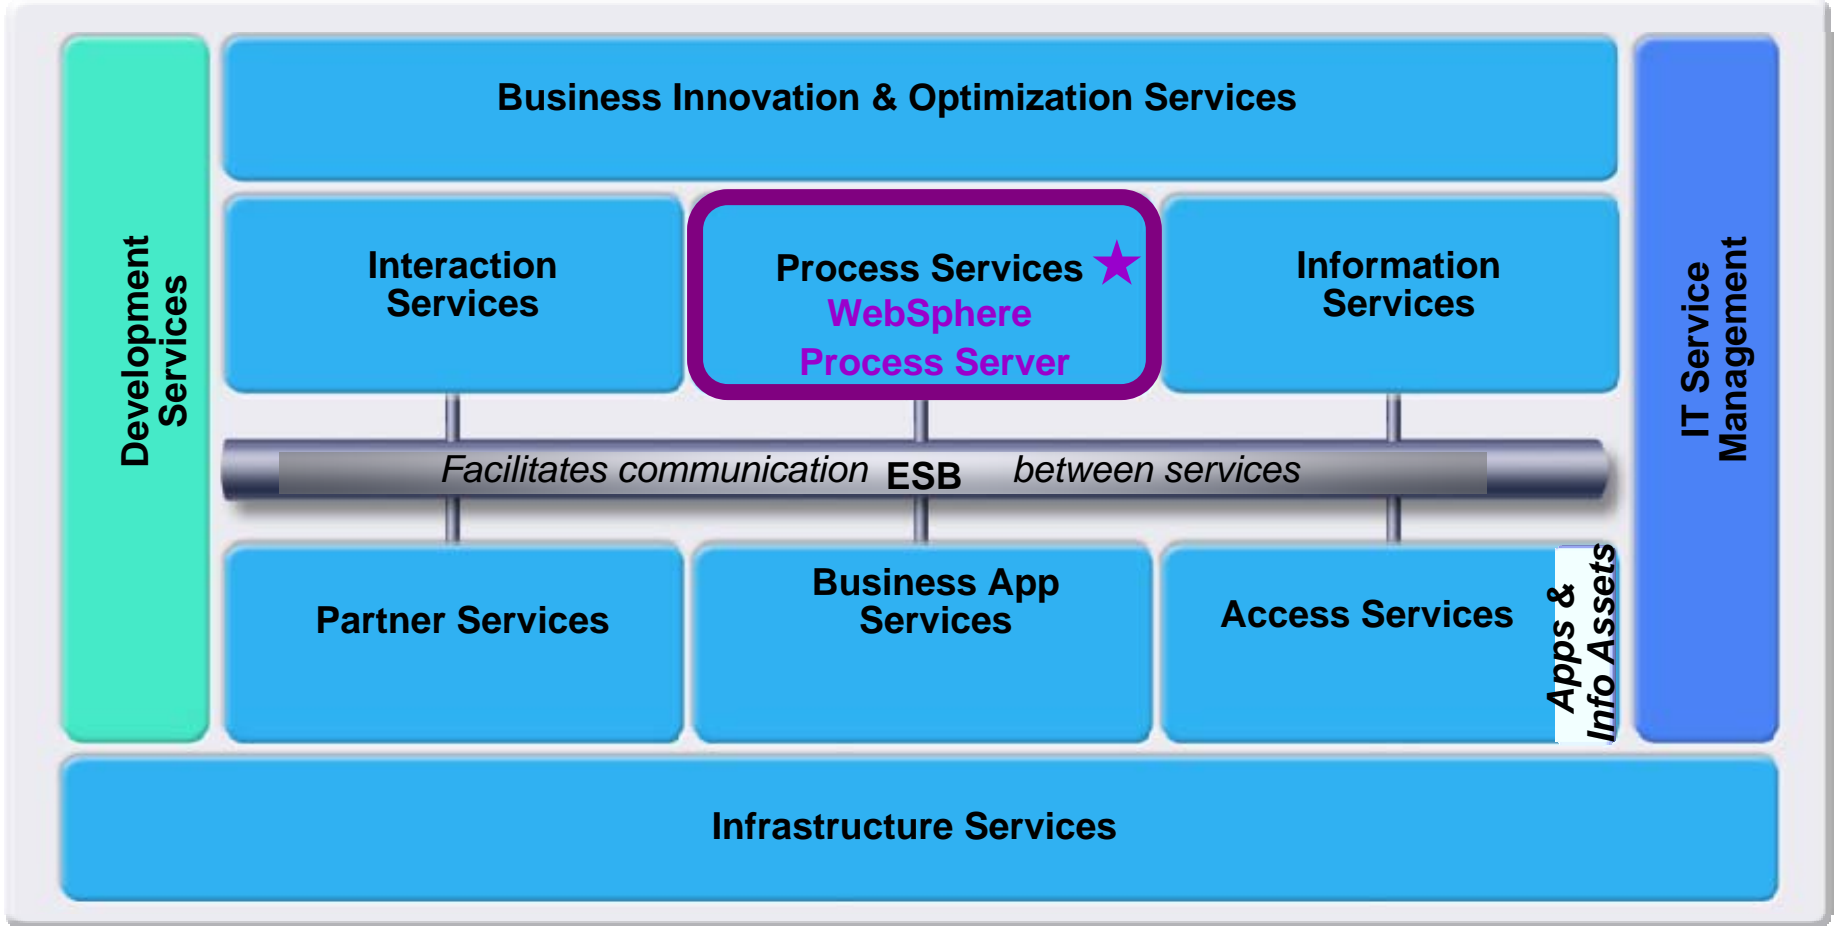 Business Innovation & Optimization Services
Development
Services
Interaction
Services
Process Services
WebSphere
Process Server
Information
Services
IT Service
Management
Facilitates communication ESB between services
Partner Services
Business App
Services
Access Services
Apps &
Info Assets
Infrastructure Services